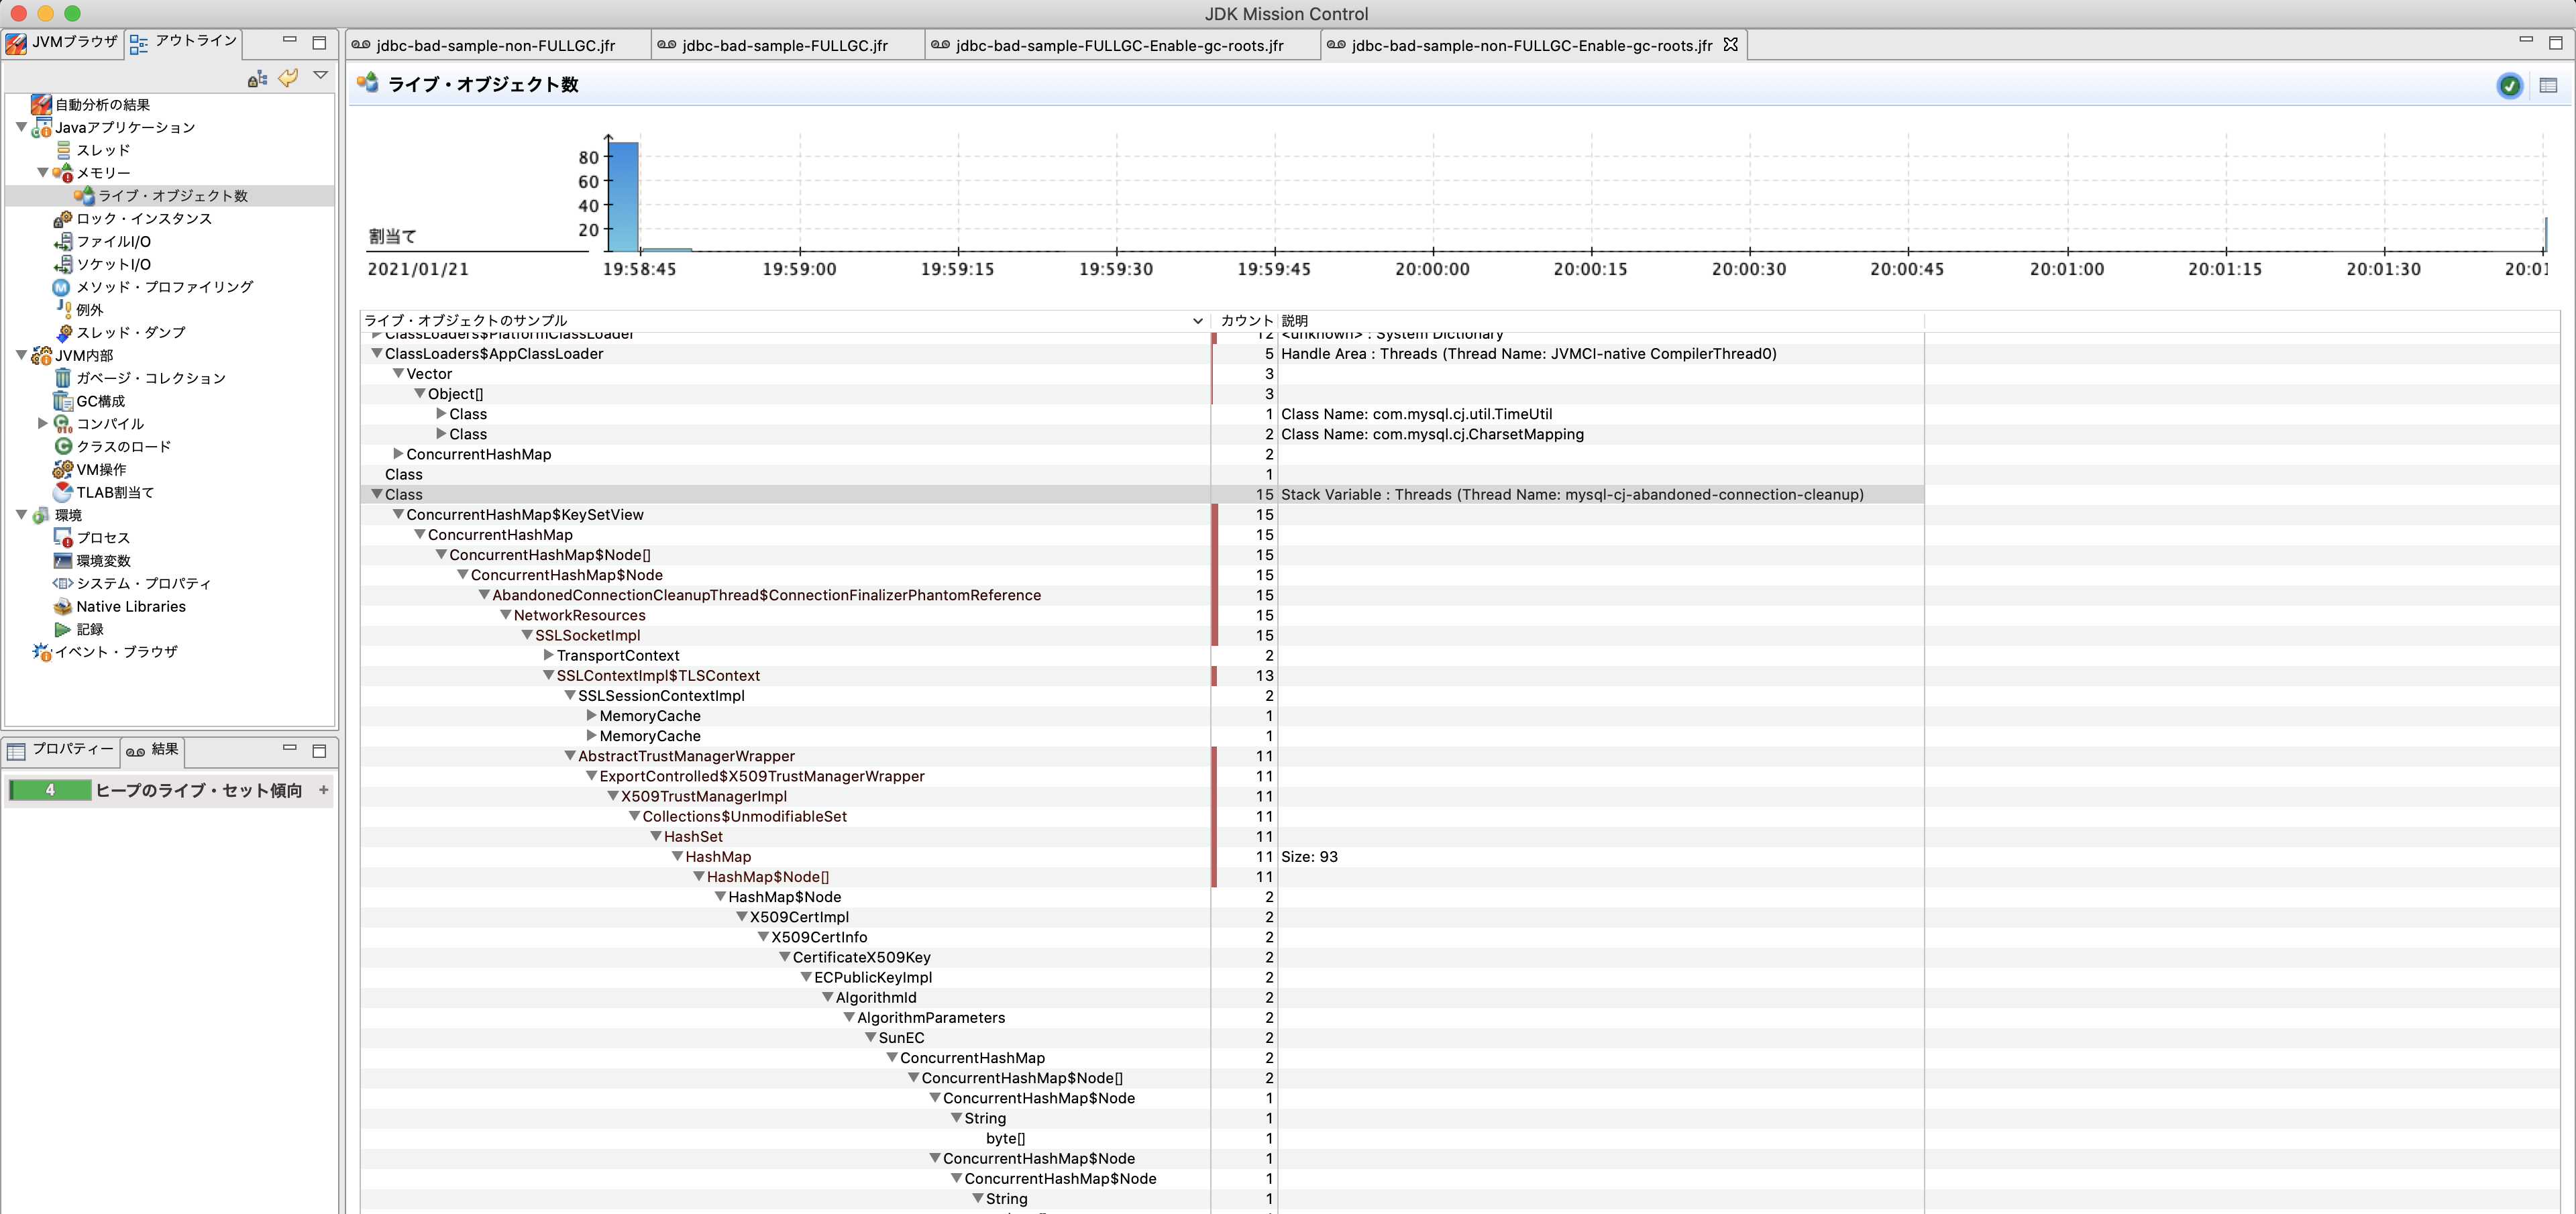 JDK Mission Control
JVMブラウザ
アウトライン
jdbc-bad-sample-non-FULLGC.jfr
jdbc-bad-sample-FULLGC.jfr
jdbc-bad-sample-FULLGC-Enable-gc-roots.jfr
jdbc-bad-sample-non-FULLGC-Enable-gc-roots.jfr
自動分析の結果
Javaアプリケーション
スレッド
メモリー
ライブ・オブジェクト数
ロック・インスタンス
ファイルI/O
ソケットI/O
メソッド・プロファイリング
例外
スレッド・ダンプ
JVM内部
ガベージ・コレクション
GC構成
コンパイル
クラスのロード
VM操作
TLAB割当て
環境
プロセス
環境変数
システム・プロパティ
Native Libraries
記録
イベント・ブラウザ
プロパティー
結果
4 ヒープのライブ・セット傾向 +
ライブ・オブジェクト数
80
60
40
20
割当て
2021/01/21 19:58:45 19:59:00 19:59:15 19:59:30 19:59:45 20:00:00 20:00:15 20:00:30 20:00:45 20:01:00 20:01:15 20:01:30 20:01
ライブ・オブジェクトのサンプル カウント 説明
ClassLoaders$PlatformClassLoader 12 <unknown> : System Dictionary
ClassLoaders$AppClassLoader 5 Handle Area : Threads (Thread Name: JVMCI-native CompilerThread0)
Vector 3
Object[] 3
Class 1 Class Name: com.mysql.cj.util.TimeUtil
Class 2 Class Name: com.mysql.cj.CharsetMapping
ConcurrentHashMap 2
Class 1
Class 15 Stack Variable : Threads (Thread Name: mysql-cj-abandoned-connection-cleanup)
ConcurrentHashMap$KeySetView 15
ConcurrentHashMap 15
ConcurrentHashMap$Node[] 15
ConcurrentHashMap$Node 15
AbandonedConnectionCleanupThread$ConnectionFinalizerPhantomReference 15
NetworkResources 15
SSLSocketImpl 15
TransportContext 2
SSLContextImpl$TLSContext 13
SSLSessionContextImpl 2
MemoryCache 1
MemoryCache 1
AbstractTrustManagerWrapper 11
ExportControlled$X509TrustManagerWrapper 11
X509TrustManagerImpl 11
Collections$UnmodifiableSet 11
HashSet 11
HashMap 11 Size: 93
HashMap$Node[] 11
HashMap$Node 2
X509CertImpl 2
X509CertInfo 2
CertificateX509Key 2
ECPublicKeyImpl 2
AlgorithmId 2
AlgorithmParameters 2
SunEC 2
ConcurrentHashMap 2
ConcurrentHashMap$Node[] 2
ConcurrentHashMap$Node 1
String 1
byte[] 1
ConcurrentHashMap$Node 1
ConcurrentHashMap$Node 1
String 1